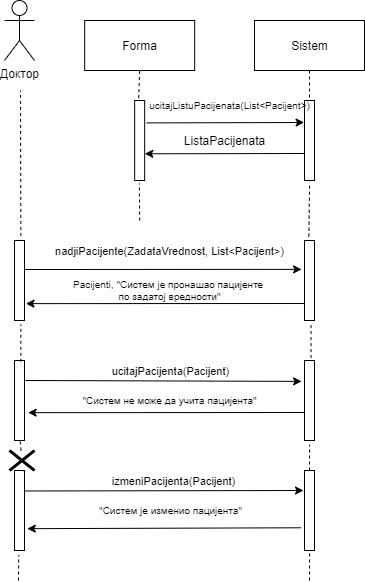 Forma
Sistem
Доктор
ucitajListuPacijenata(List<Pacijent>)
ListaPacijenata
nadjiPacijente(ZadataVrednost, List<Pacijent>)
Pacijenti, "Систем је пронашао пацијенте
по задатој вредности"
ucitajPacijenta(Pacijent)
"Систем не може да учита пацијента"
izmeniPacijenta(Pacijent)
"Систем је изменио пацијента"